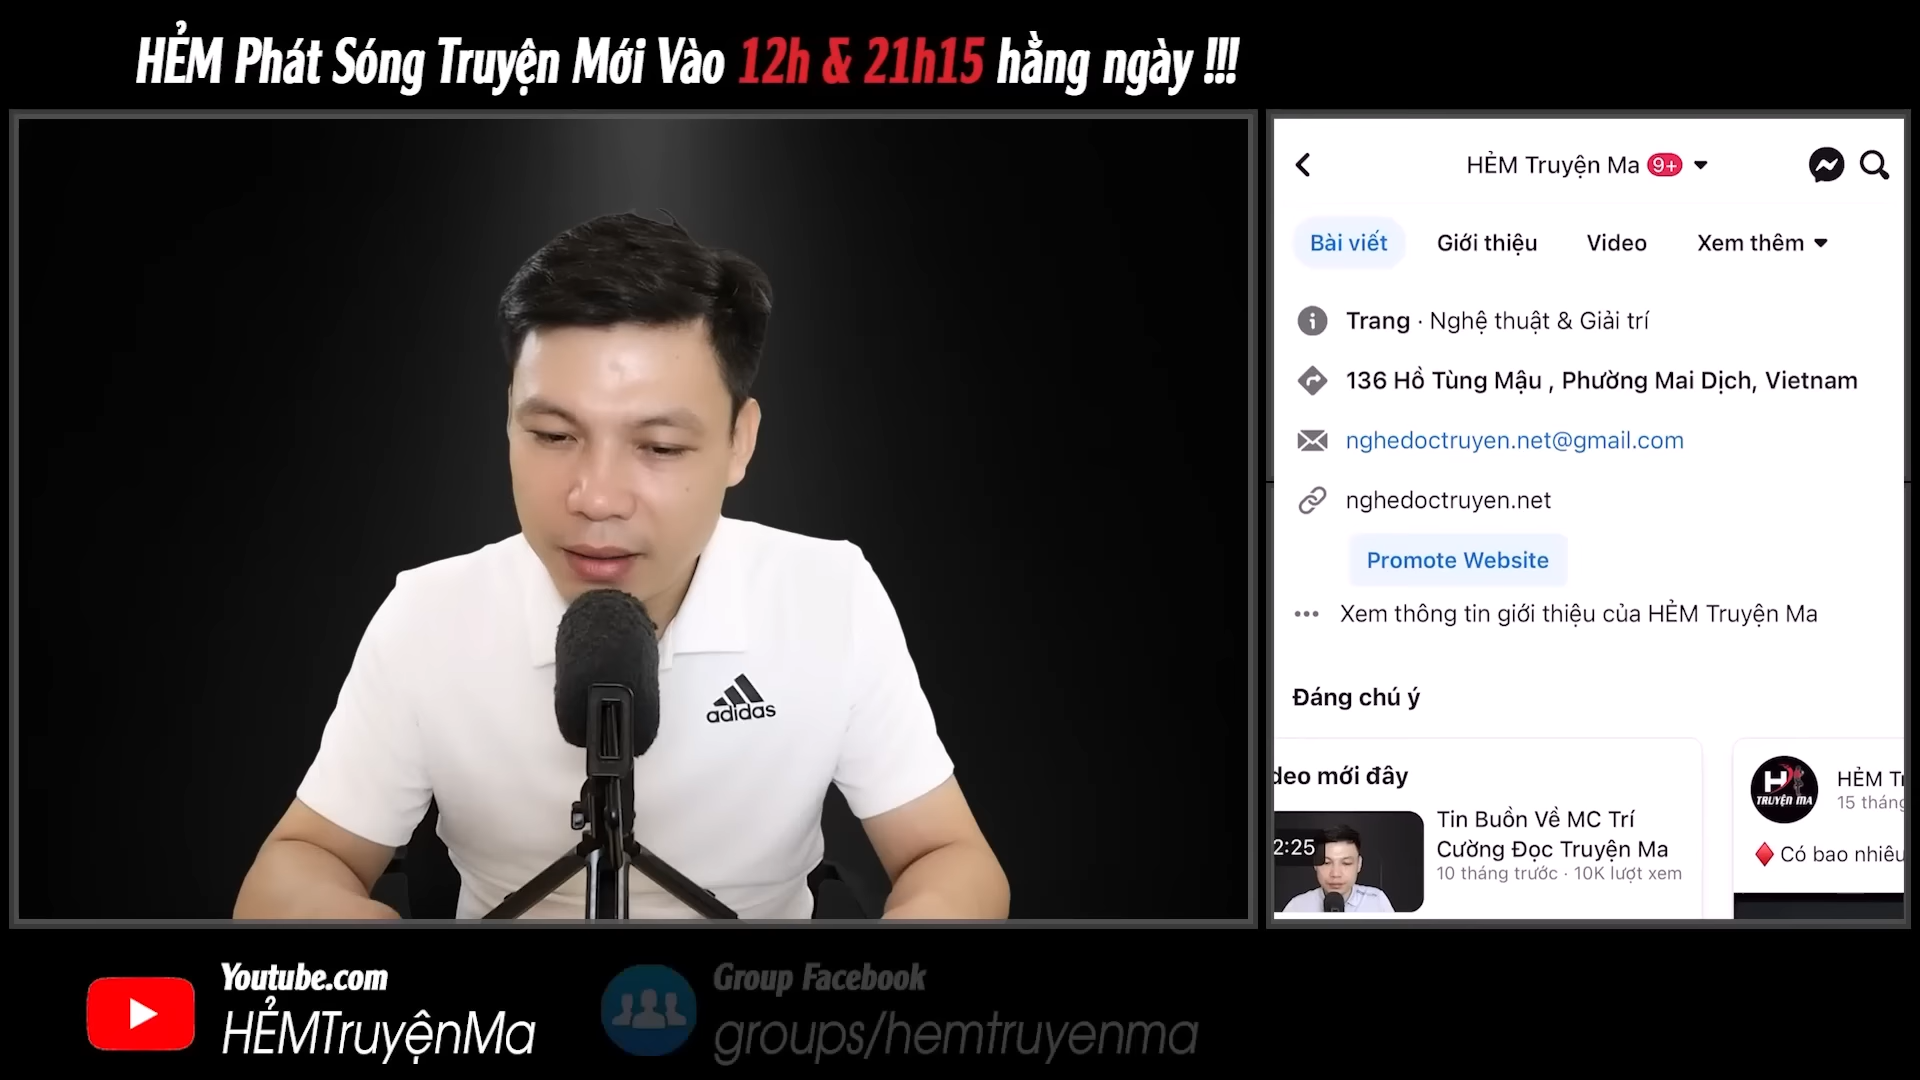 HẺM Phát Sóng Truyện Mới Vào 12h & 21h15 hằng ngày !!!
adidas
HẺM Truyện Ma 9+
Bài viết Giới thiệu Video Xem thêm
Trang · Nghệ thuật & Giải trí
136 Hồ Tùng Mậu , Phường Mai Dịch, Vietnam
nghedoctruyen.net@gmail.com
nghedoctruyen.net
Promote Website
Xem thông tin giới thiệu của HẺM Truyện Ma
Đáng chú ý
deo mới đây
2:25
Tin Buồn Về MC Trí
Cường Đọc Truyện Ma
10 tháng trước · 10K lượt xem
H
TRUYỆN MA
HẺM Tr
15 tháng
Có bao nhiêu
Youtube.com
HẺMTruyệnMa
Group Facebook
groups/hemtruyenma